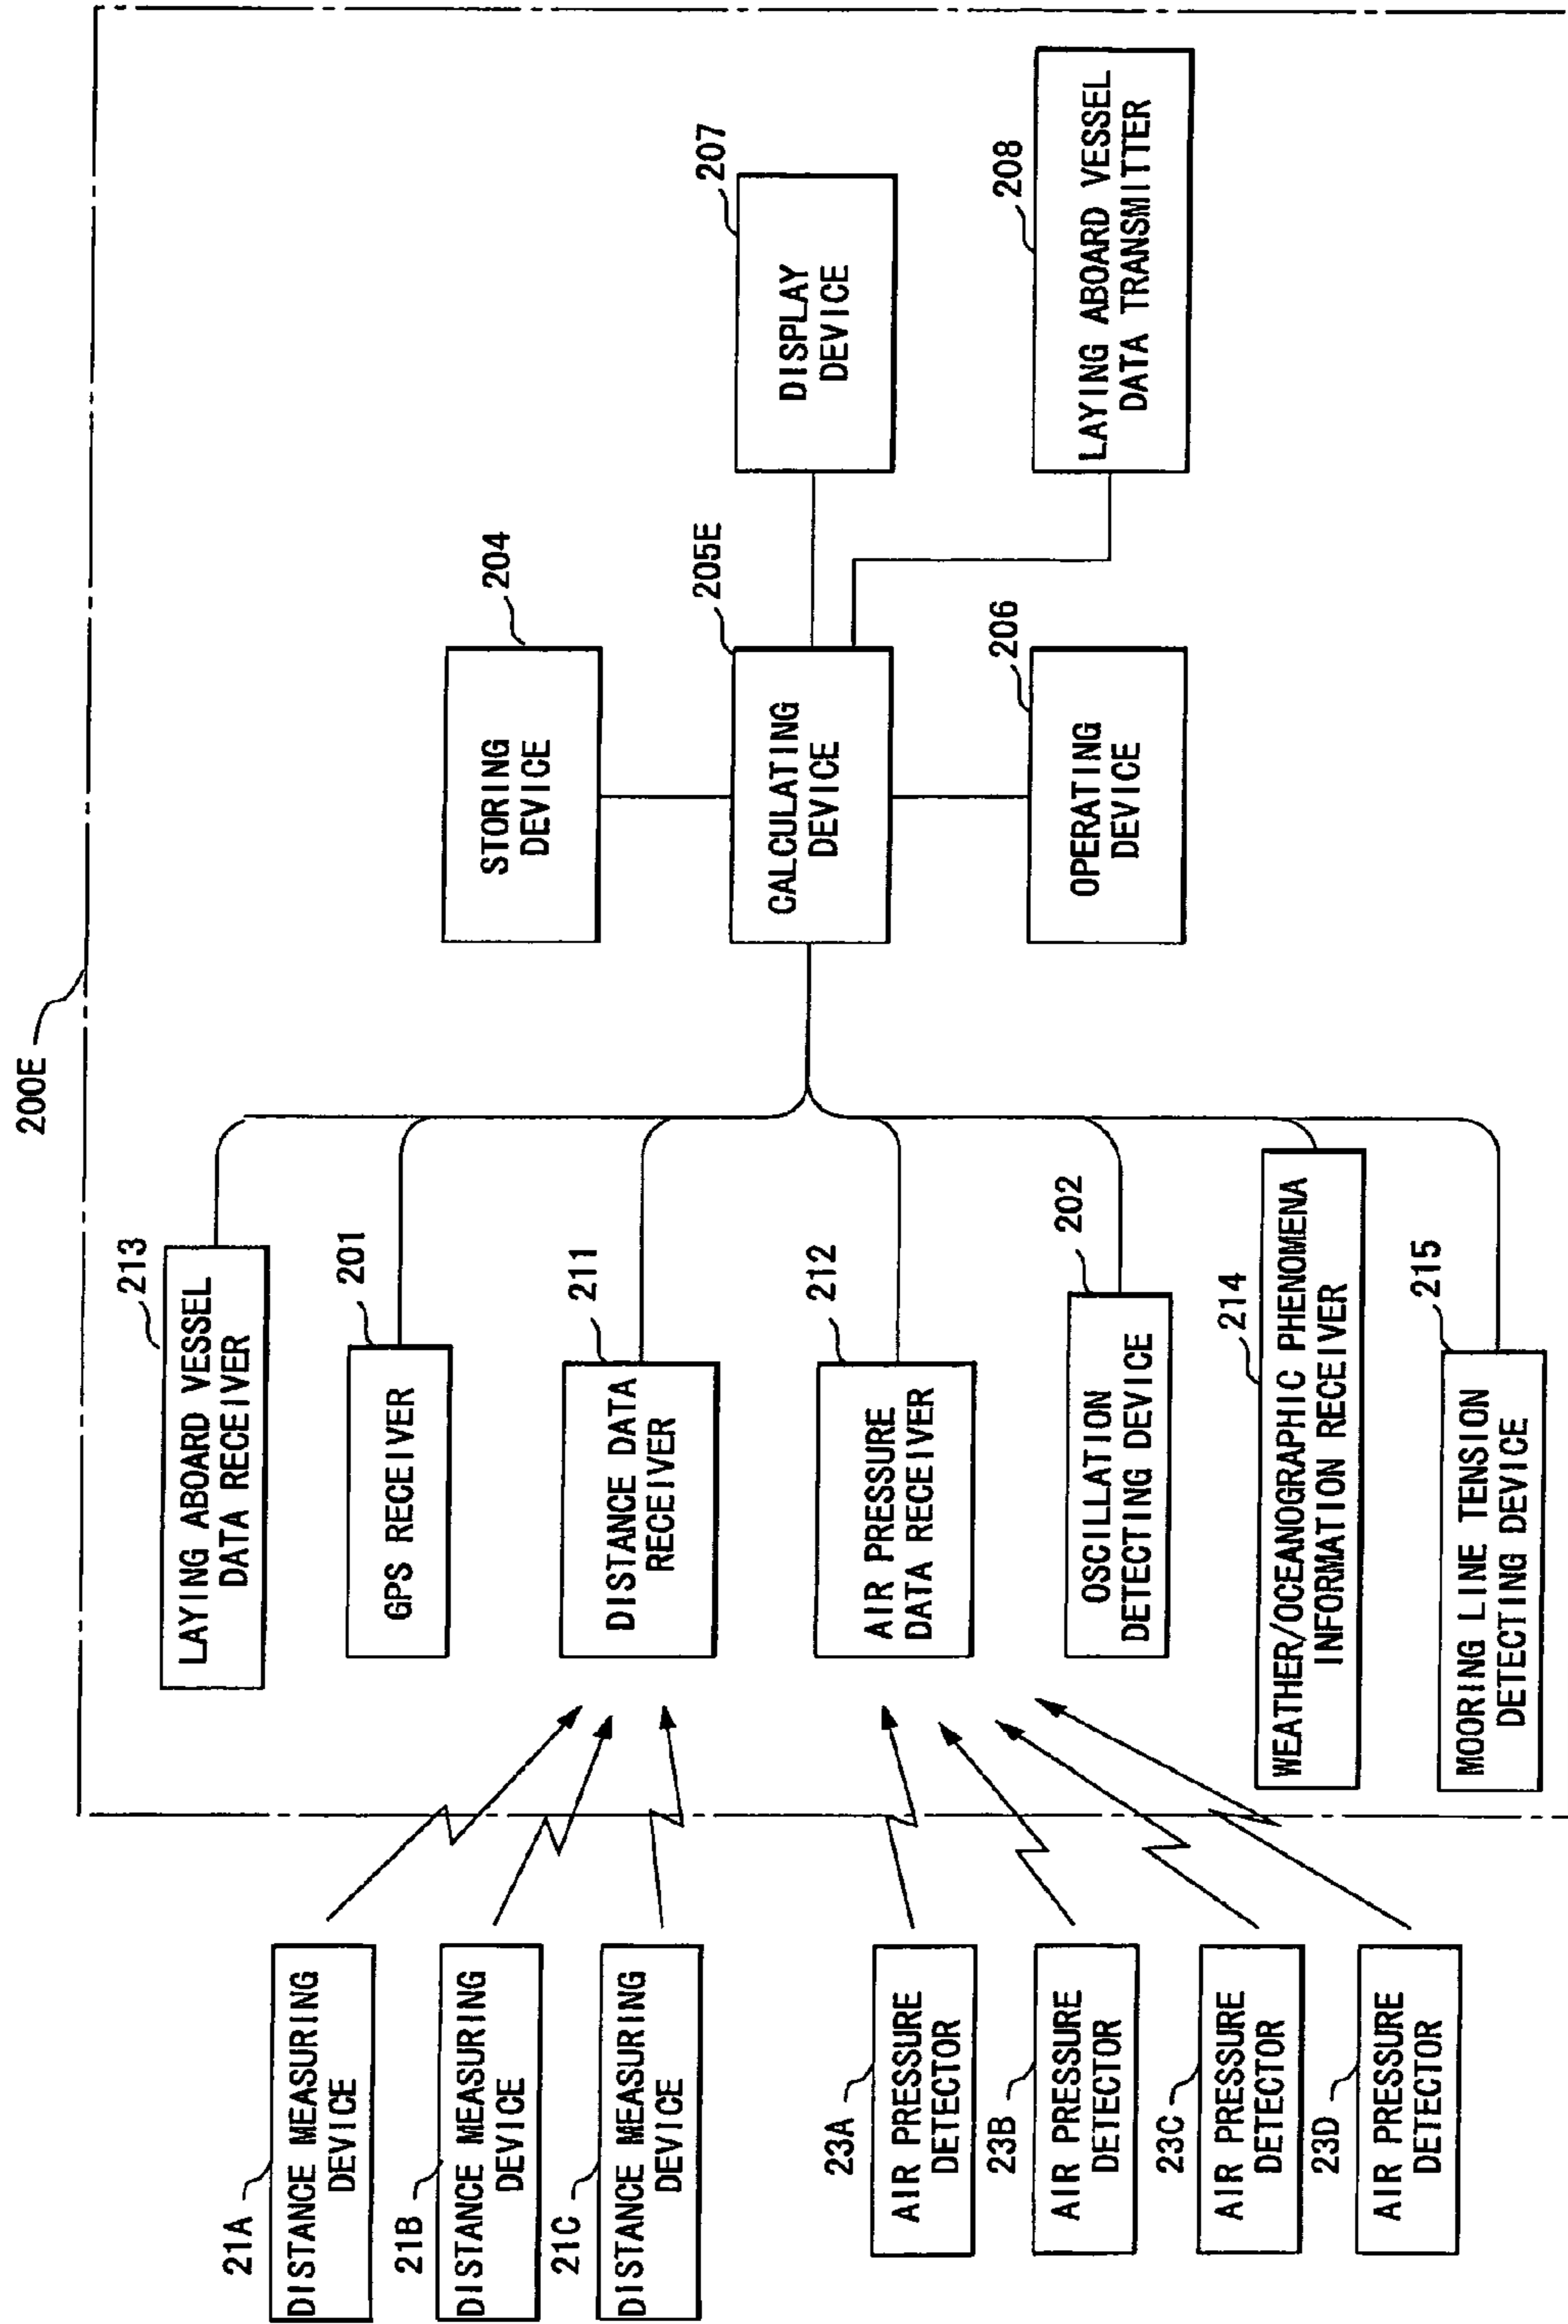 200E
213
LAYING ABOARD VESSEL
DATA RECEIVER
201
GPS RECEIVER
211
DISTANCE DATA
RECEIVER
212
AIR PRESSURE
DATA RECEIVER
202
OSCILLATION
DETECTING DEVICE
214
WEATHER/OCEANOGRAPHIC PHENOMENA
INFORMATION RECEIVER
215
MOORING LINE TENSION
DETECTING DEVICE
204
STORING
DEVICE
205E
CALCULATING
DEVICE
206
OPERATING
DEVICE
207
DISPLAY
DEVICE
208
LAYING ABOARD VESSEL
DATA TRANSMITTER
21A
DISTANCE MEASURING
DEVICE
21B
DISTANCE MEASURING
DEVICE
21C
DISTANCE MEASURING
DEVICE
23A
AIR PRESSURE
DETECTOR
23B
AIR PRESSURE
DETECTOR
23C
AIR PRESSURE
DETECTOR
23D
AIR PRESSURE
DETECTOR